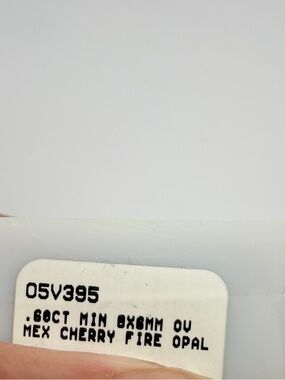 05V395
.60CT MIN 8X6MM OV
MEX CHERRY FIRE OPAL